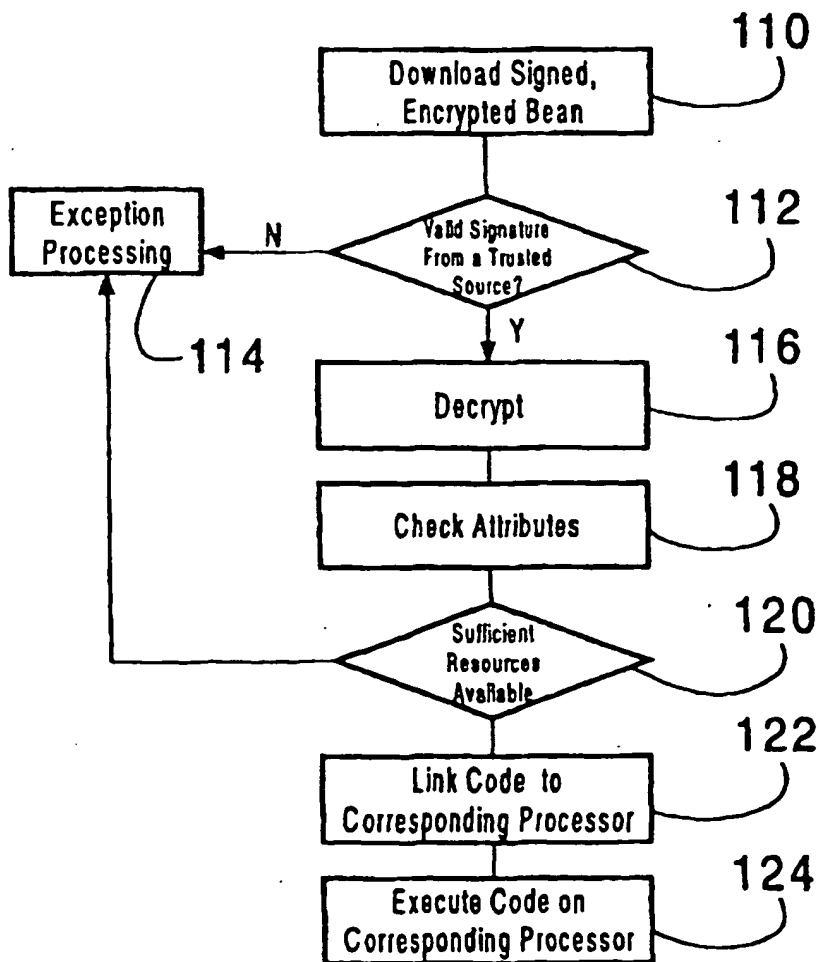 110
Download Signed,
Encrypted Bean
Exception
Processing
N
Valid Signature
From a Trusted
Source?
112
114
Y
116
Decrypt
118
Check Attributes
120
Sufficient
Resources
Available
122
Link Code to
Corresponding Processor
124
Execute Code on
Corresponding Processor